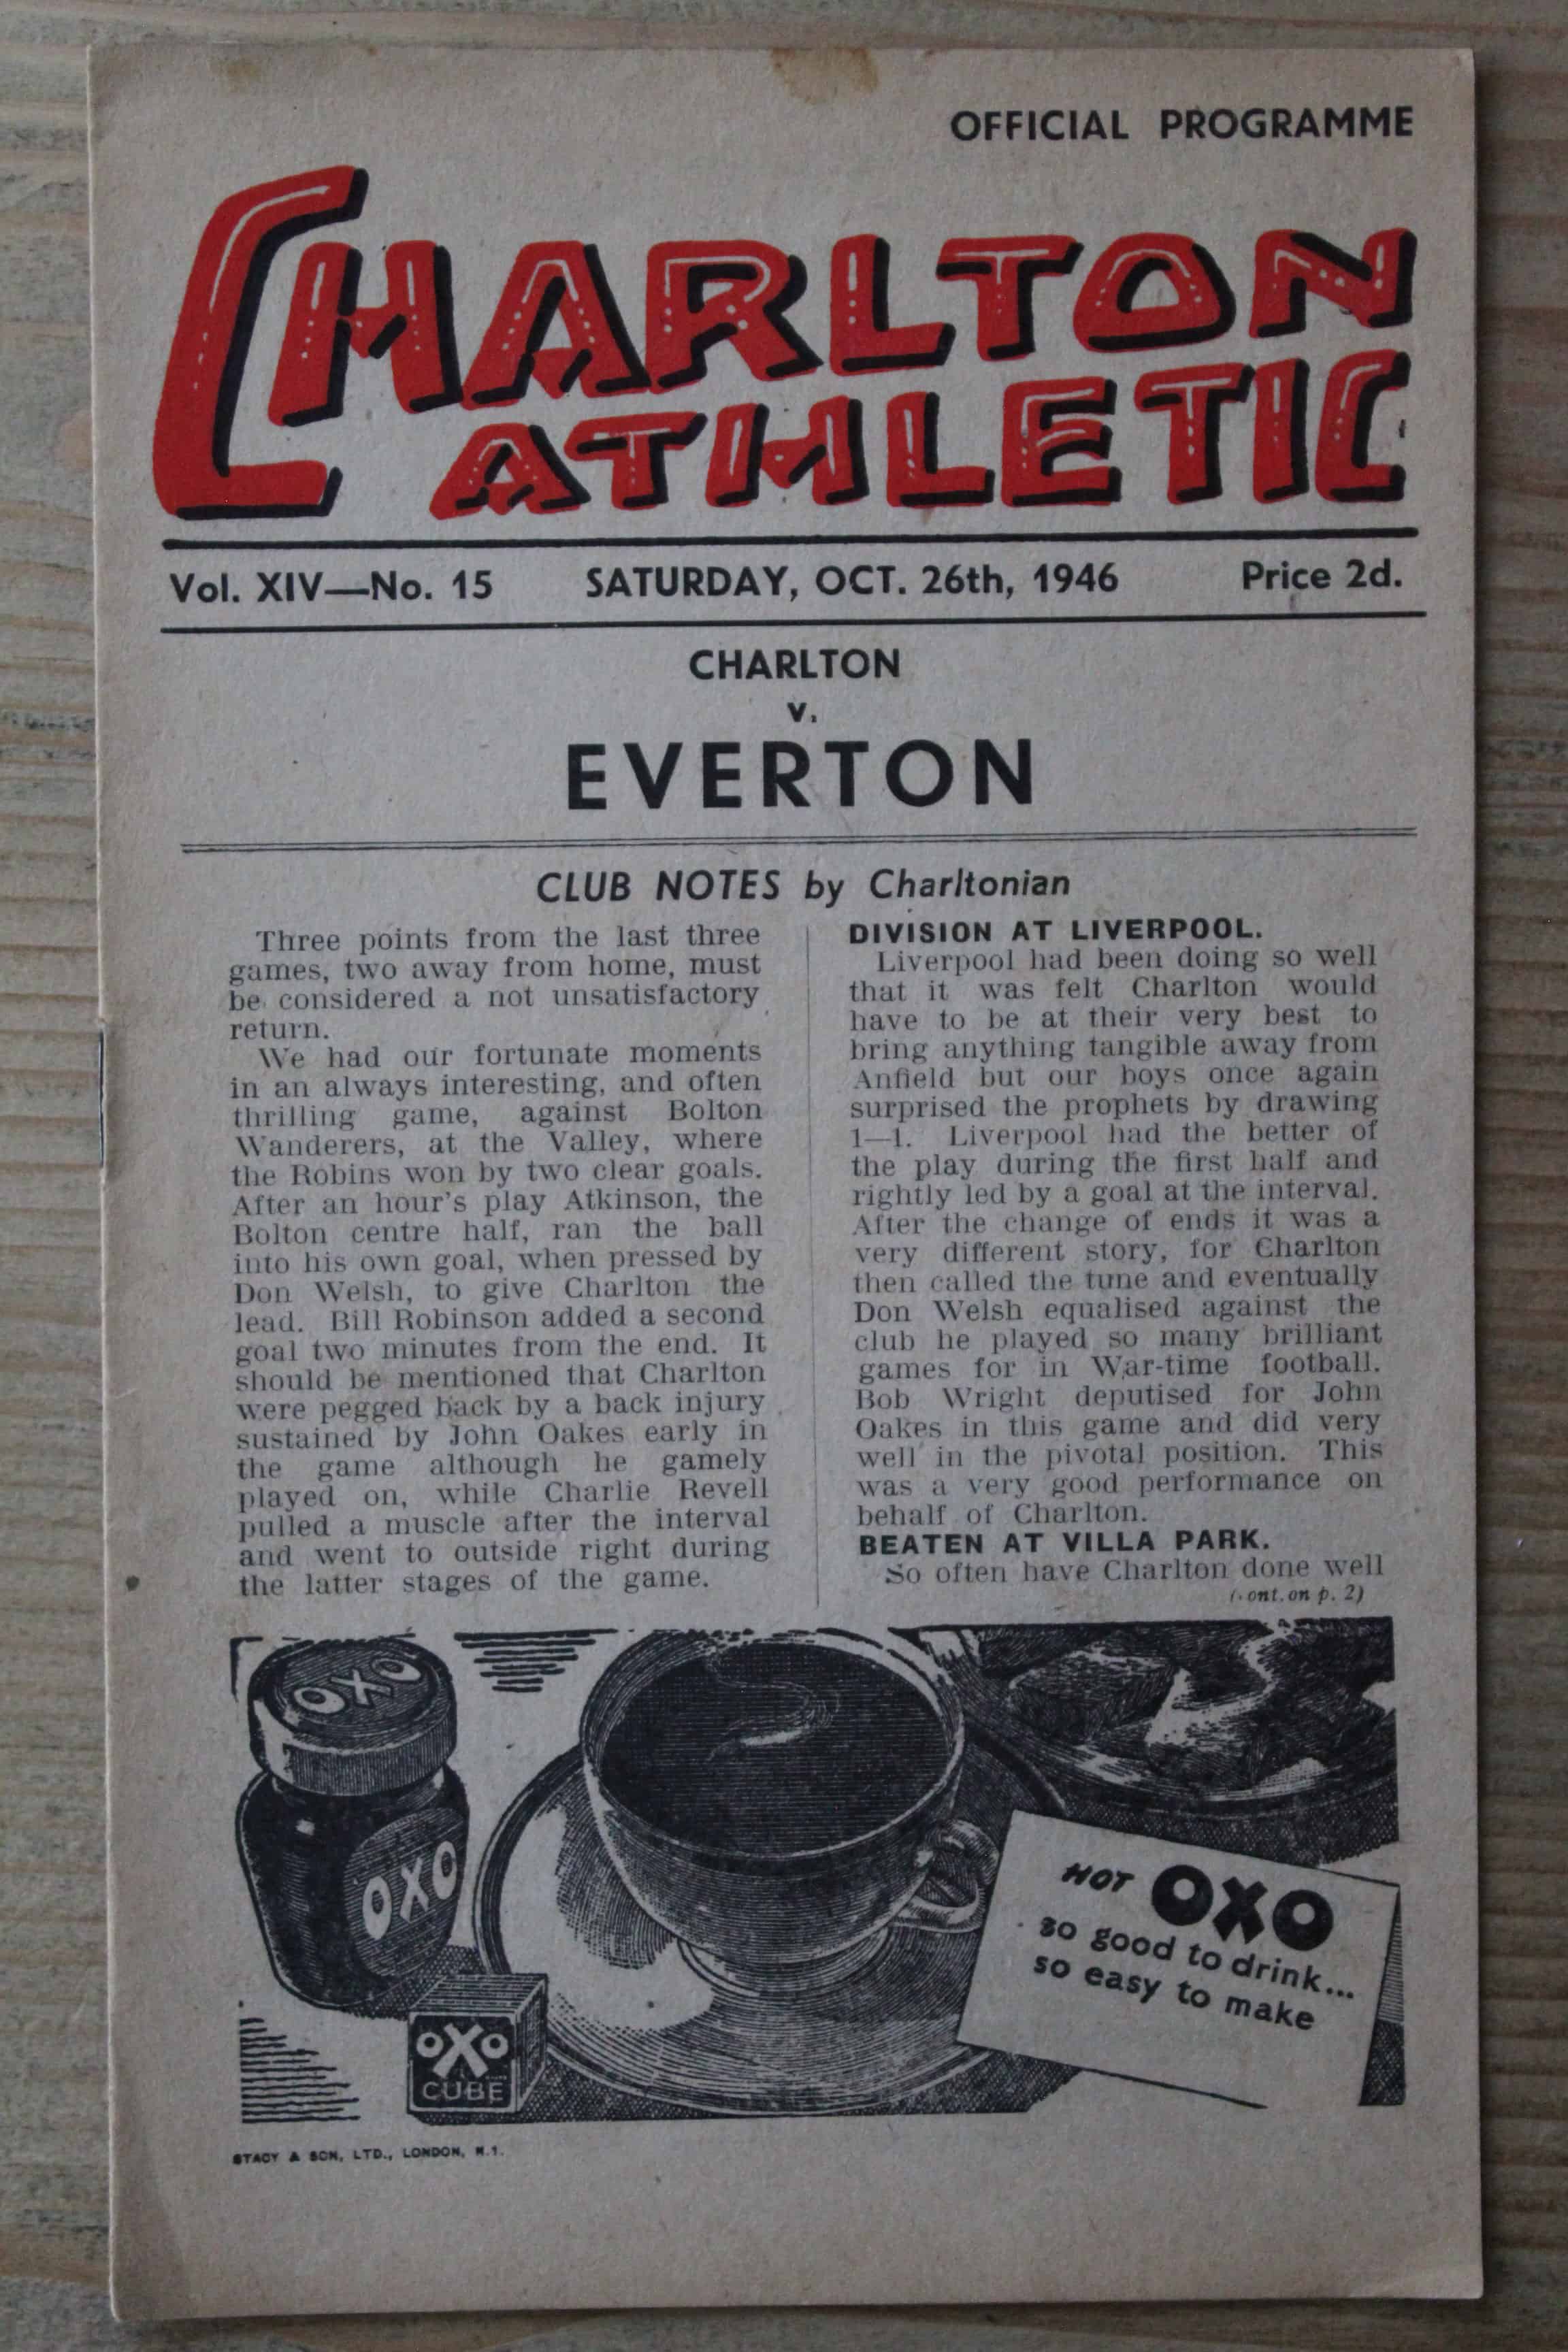 OFFICIAL PROGRAMME
CHARLTON
ATHLETIC
Vol. XIV—No. 15 SATURDAY, OCT. 26th, 1946 Price 2d.
CHARLTON
v.
EVERTON
CLUB NOTES by Charltonian
Three points from the last three
games, two away from home, must
be considered a not unsatisfactory
return.
We had our fortunate moments
in an always interesting, and often
thrilling game, against Bolton
Wanderers, at the Valley, where
the Robins won by two clear goals.
After an hour's play Atkinson, the
Bolton centre half, ran the ball
into his own goal, when pressed by
Don Welsh, to give Charlton the
lead. Bill Robinson added a second
goal two minutes from the end. It
should be mentioned that Charlton
were pegged back by a back injury
sustained by John Oakes early in
the game although he gamely
played on, while Charlie Revell
pulled a muscle after the interval
and went to outside right during
the latter stages of the game.
DIVISION AT LIVERPOOL.
Liverpool had been doing so well
that it was felt Charlton would
have to be at their very best to
bring anything tangible away from
Anfield but our boys once again
surprised the prophets by drawing
1—1. Liverpool had the better of
the play during the first half and
rightly led by a goal at the interval.
After the change of ends it was a
very different story, for Charlton
then called the tune and eventually
Don Welsh equalised against the
club he played so many brilliant
games for in War-time football.
Bob Wright deputised for John
Oakes in this game and did very
well in the pivotal position. This
was a very good performance on
behalf of Charlton.
BEATEN AT VILLA PARK.
So often have Charlton done well
(Cont. on p. 2)
OXO
OXO
OXO
CUBE
HOT OXO
so good to drink...
so easy to make
STACY & SON, LTD., LONDON, N.1.